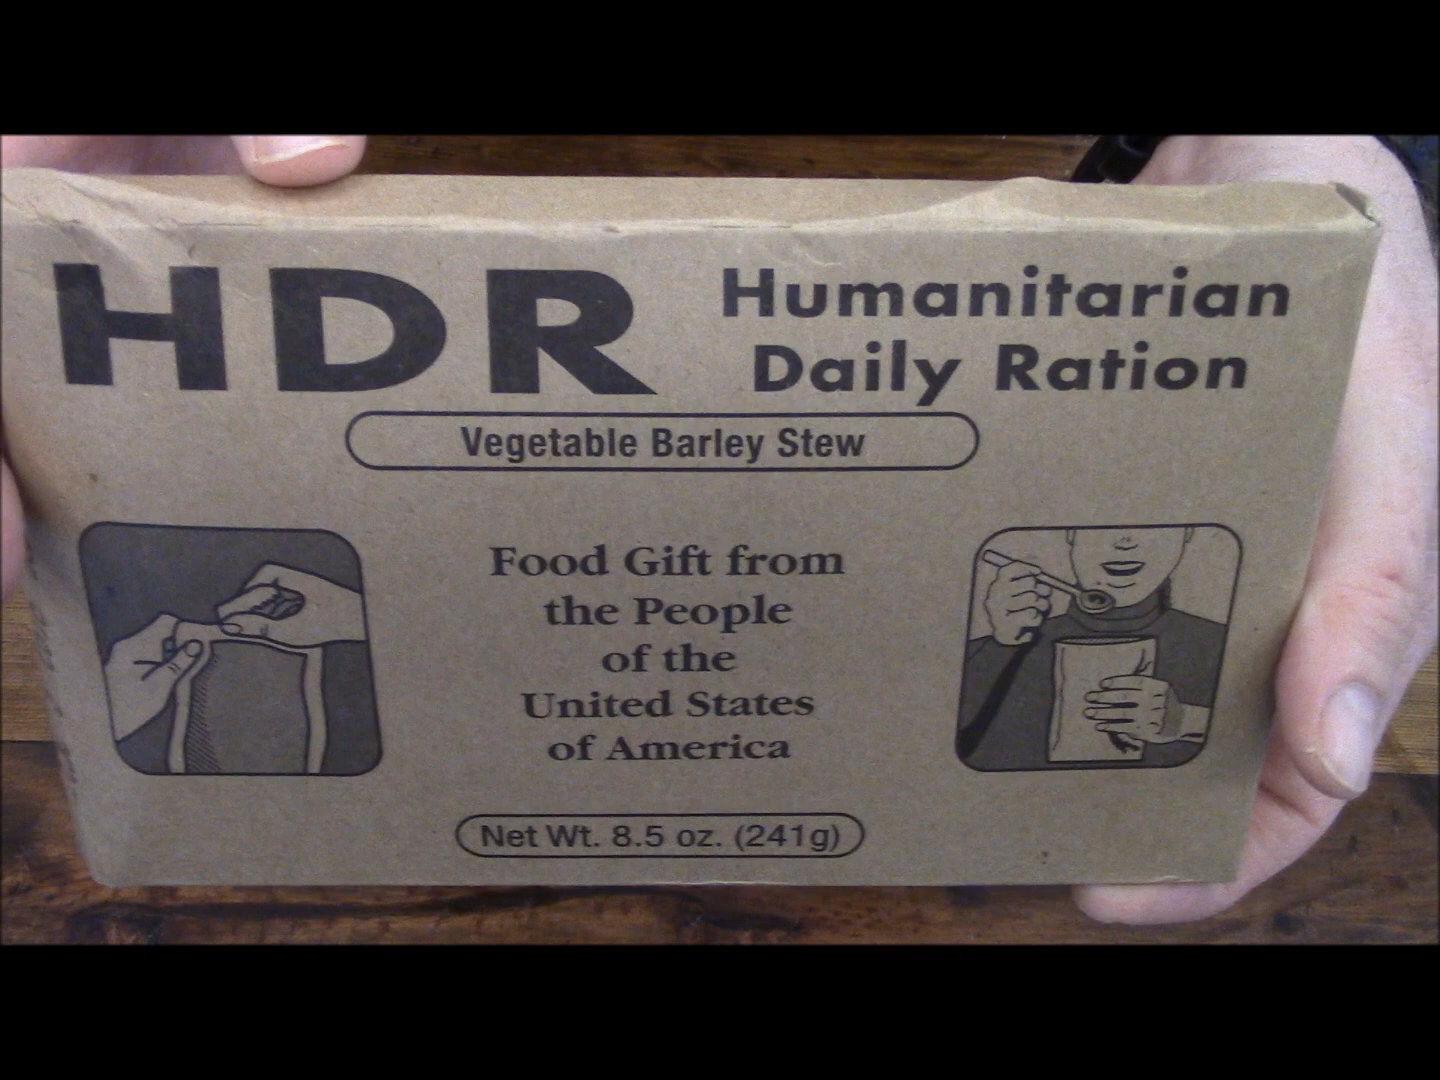 HDR
Humanitarian
Daily Ration
Vegetable Barley Stew
Food Gift from
the People
of the
United States
of America
Net Wt. 8.5 oz. (241g)